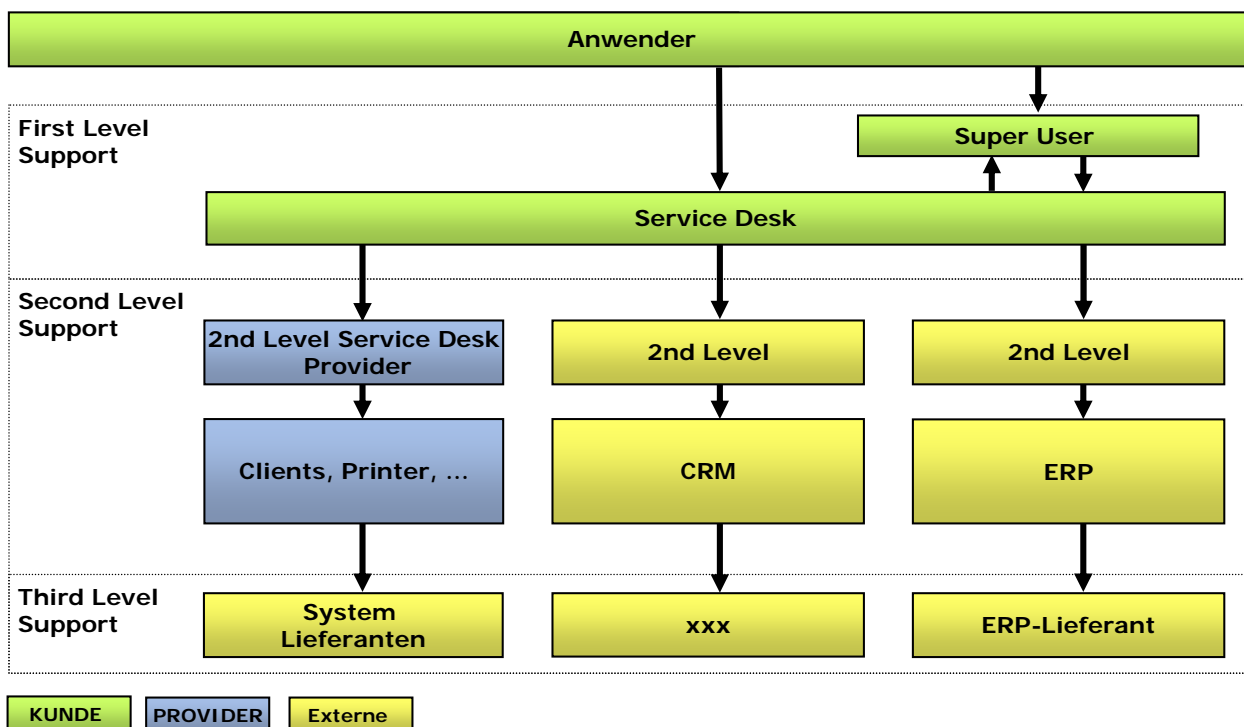 Anwender
First Level
Support
Super User
Service Desk
Second Level
Support
2nd Level Service Desk
Provider
2nd Level
2nd Level
Clients, Printer, ...
CRM
ERP
Third Level
Support
System
Lieferanten
xxx
ERP-Lieferant
KUNDE
PROVIDER
Externe